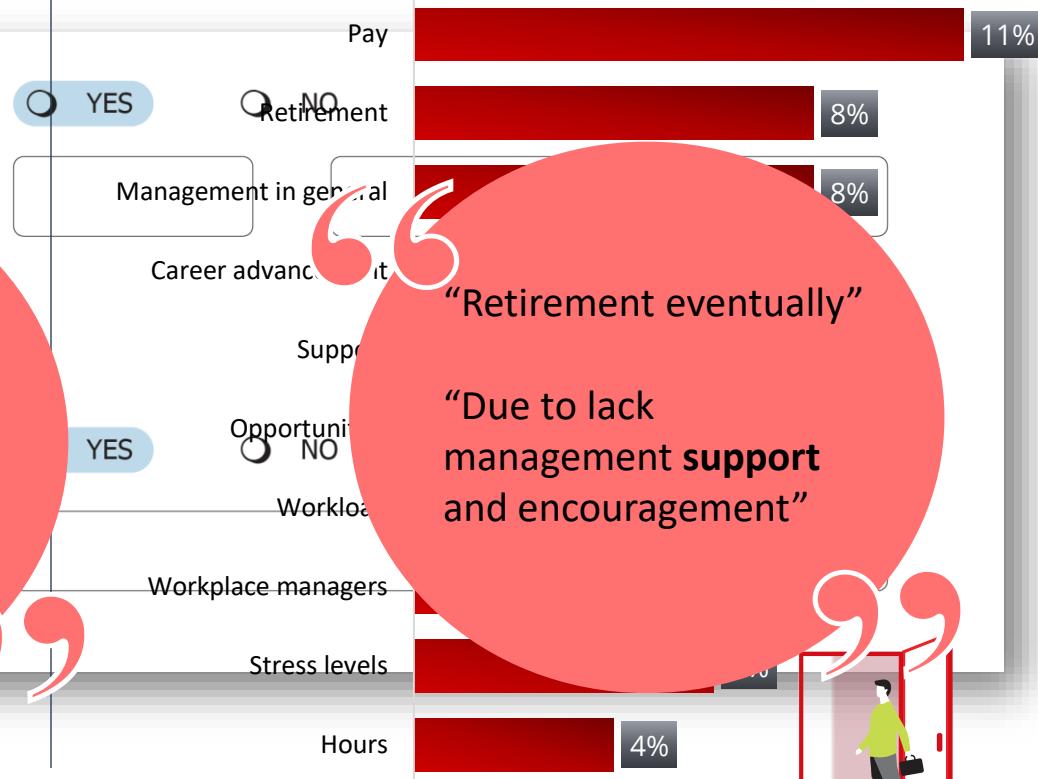 Pay 11%
YES NO
Retirement 8%
Management in general 8%
Career
“Retirement eventually”
“Due to lack
management support
and encouragement”
YES NO
Workplace managers
Stress levels
Hours 4%